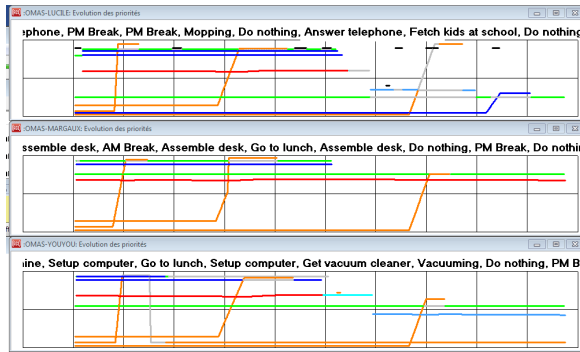 :OMAS-LUCILE: Evolution des priorités
ephone, PM Break, PM Break, Mopping, Do nothing, Answer telephone, Fetch kids at school, Do nothing
:OMAS-MARGAUX: Evolution des priorités
ssemble desk, AM Break, Assemble desk, Go to lunch, Assemble desk, Do nothing, PM Break, Do nothi
:OMAS-YOUYOU: Evolution des priorités
nine, Setup computer, Go to lunch, Setup computer, Get vacuum cleaner, Vacuuming, Do nothing, PM B